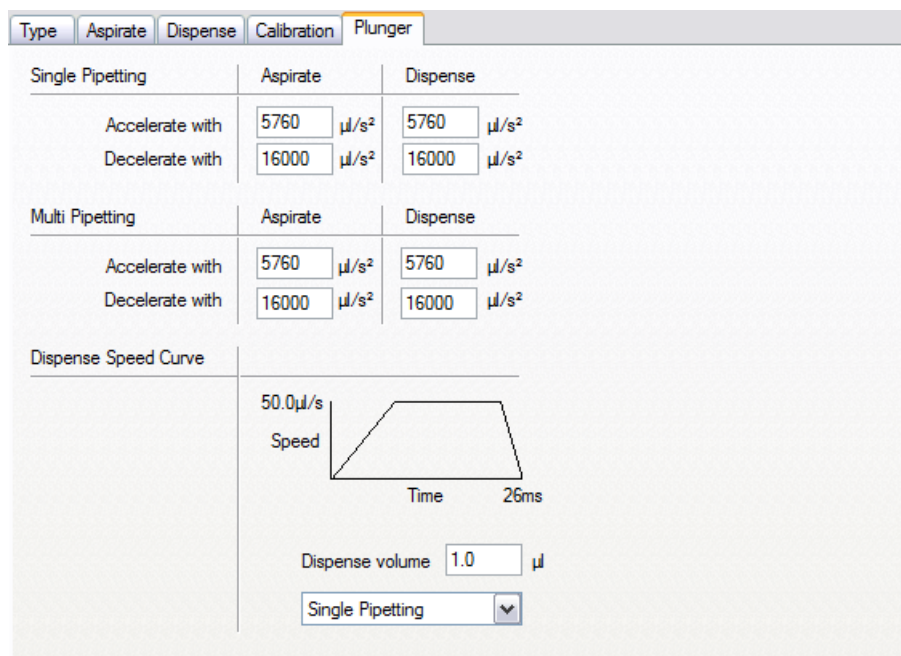 Type Aspirate Dispense Calibration Plunger
Single Pipetting Aspirate Dispense
Accelerate with 5760 µl/s² 5760 µl/s²
Decelerate with 16000 µl/s² 16000 µl/s²
Multi Pipetting Aspirate Dispense
Accelerate with 5760 µl/s² 5760 µl/s²
Decelerate with 16000 µl/s² 16000 µl/s²
Dispense Speed Curve
50.0µl/s
Speed
Time 26ms
Dispense volume 1.0 µl
Single Pipetting